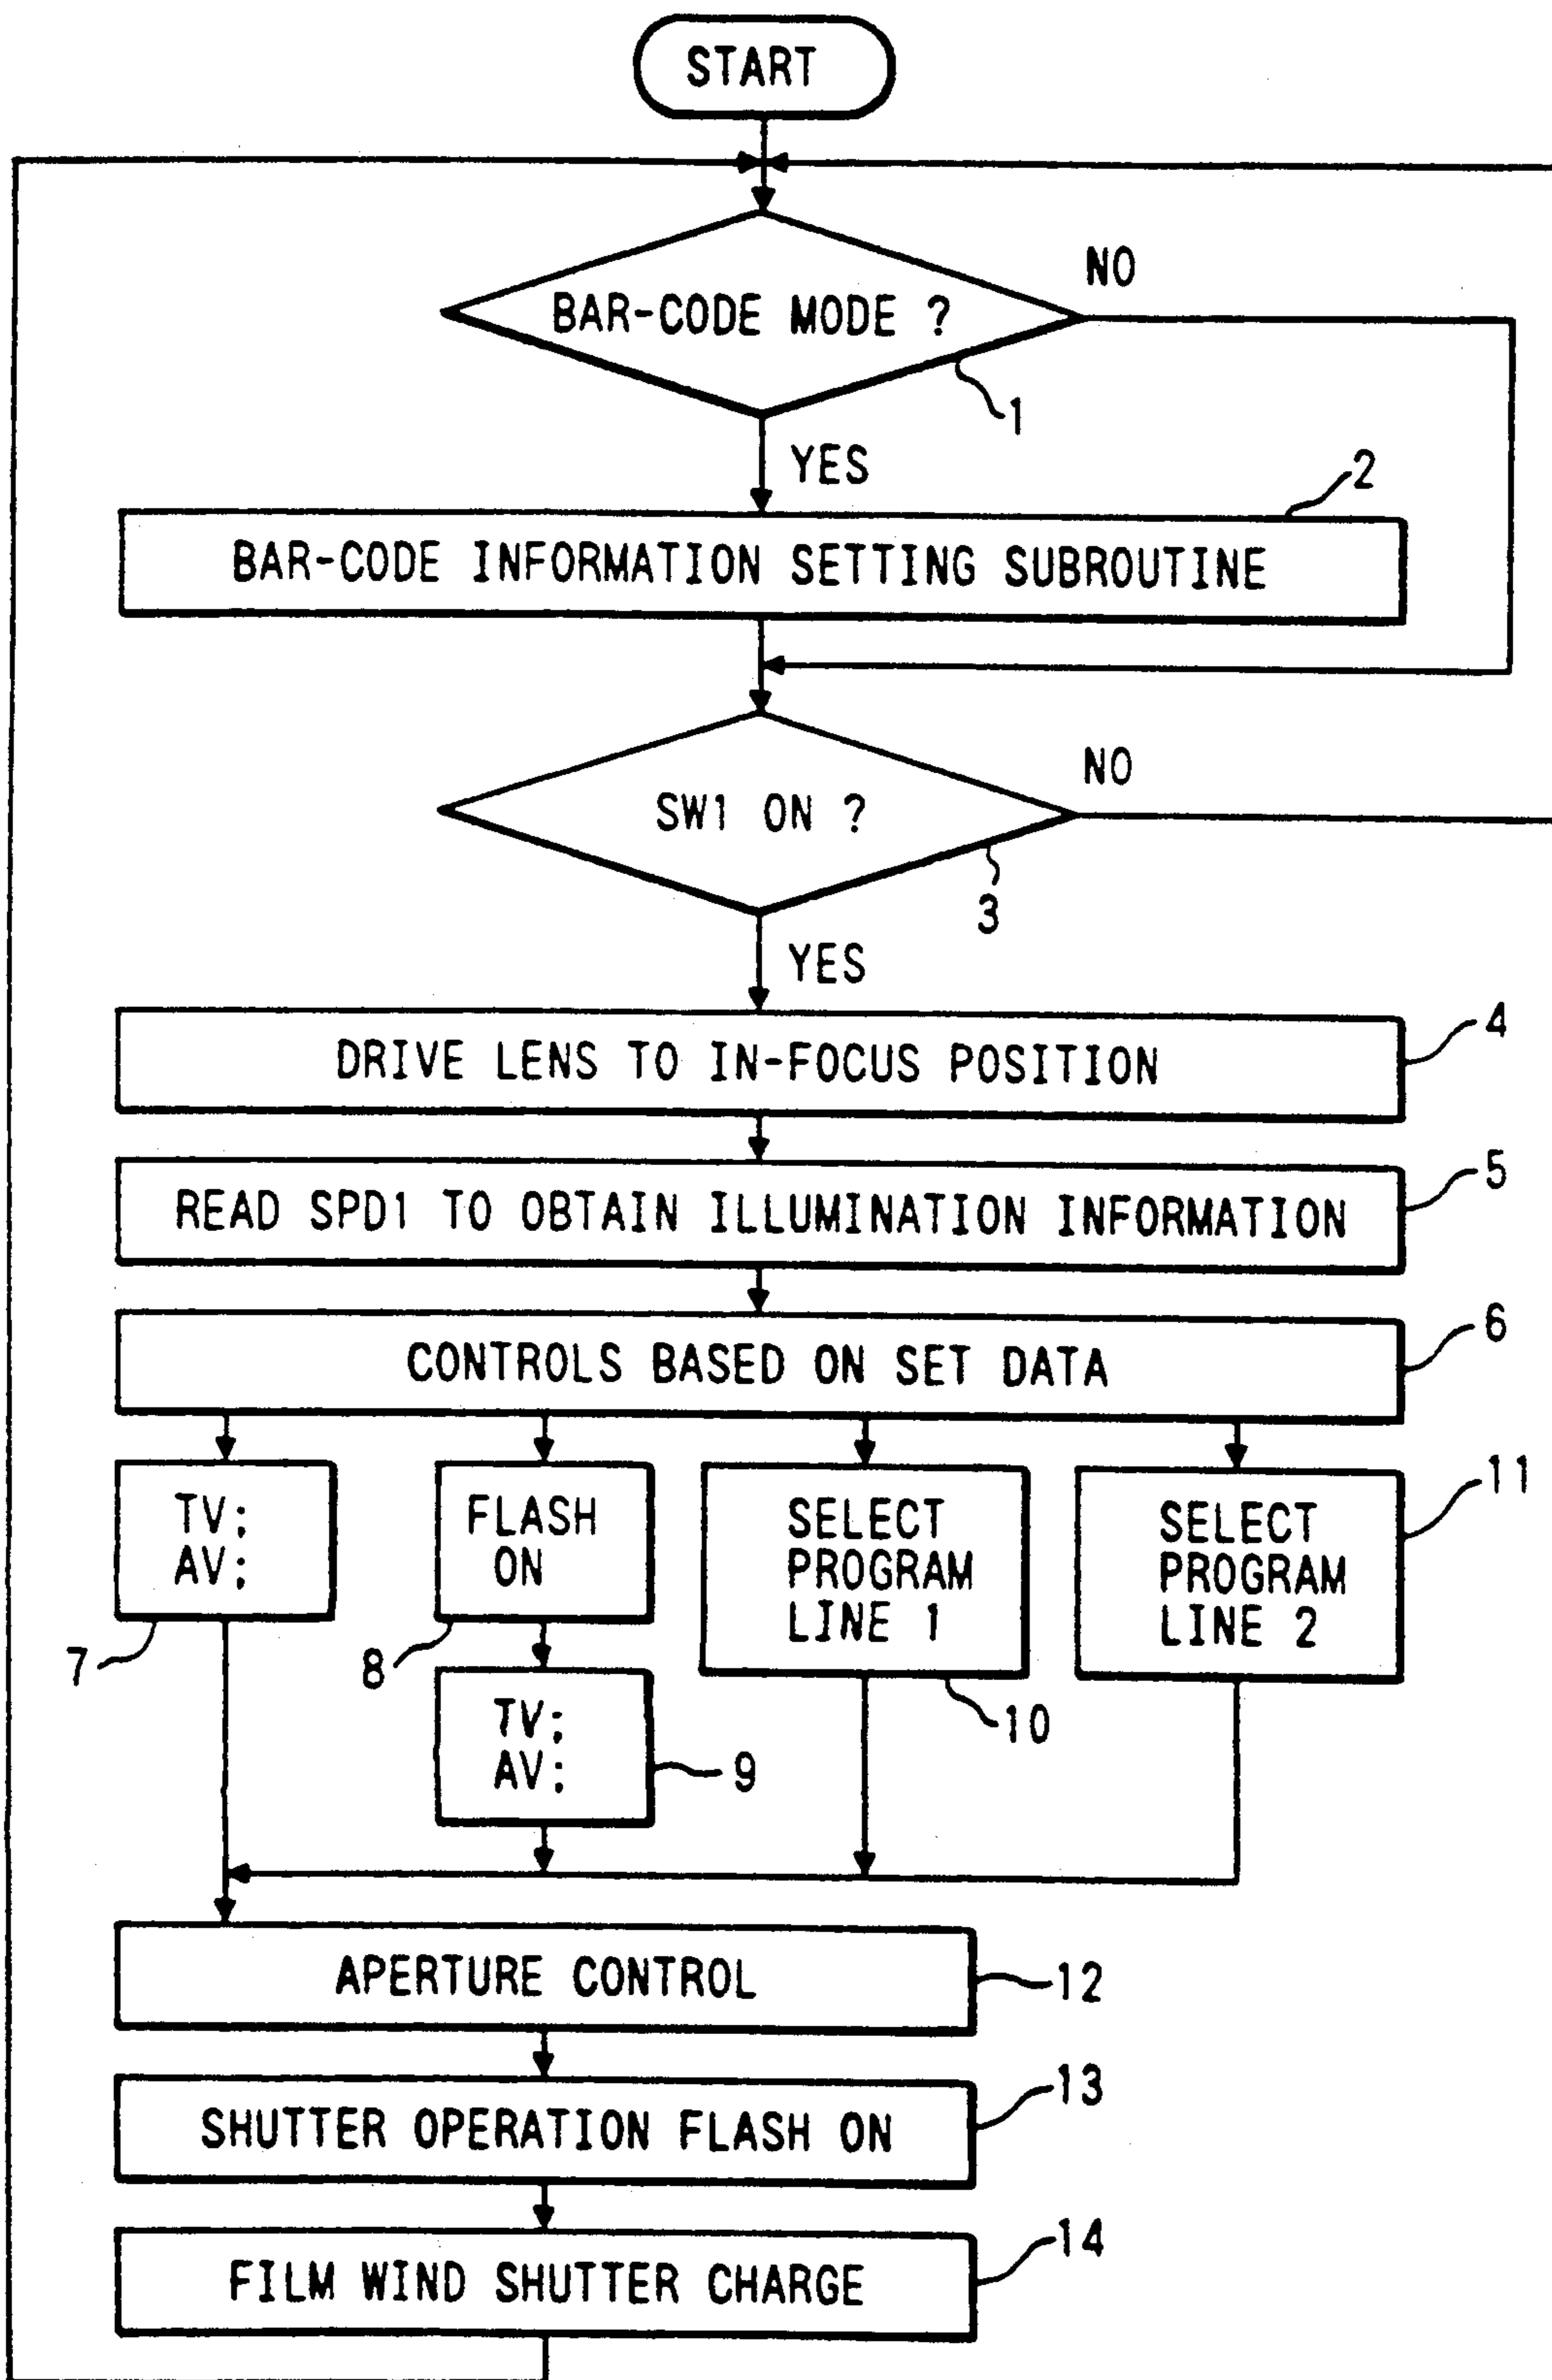 START
BAR-CODE MODE ?
NO
1
YES
2
BAR-CODE INFORMATION SETTING SUBROUTINE
SW1 ON ?
NO
3
YES
DRIVE LENS TO IN-FOCUS POSITION
4
READ SPD1 TO OBTAIN ILLUMINATION INFORMATION
5
CONTROLS BASED ON SET DATA
6
TV;
AV;
7
FLASH
ON
8
TV;
AV;
9
SELECT
PROGRAM
LINE 1
10
SELECT
PROGRAM
LINE 2
11
APERTURE CONTROL
12
SHUTTER OPERATION FLASH ON
13
FILM WIND SHUTTER CHARGE
14